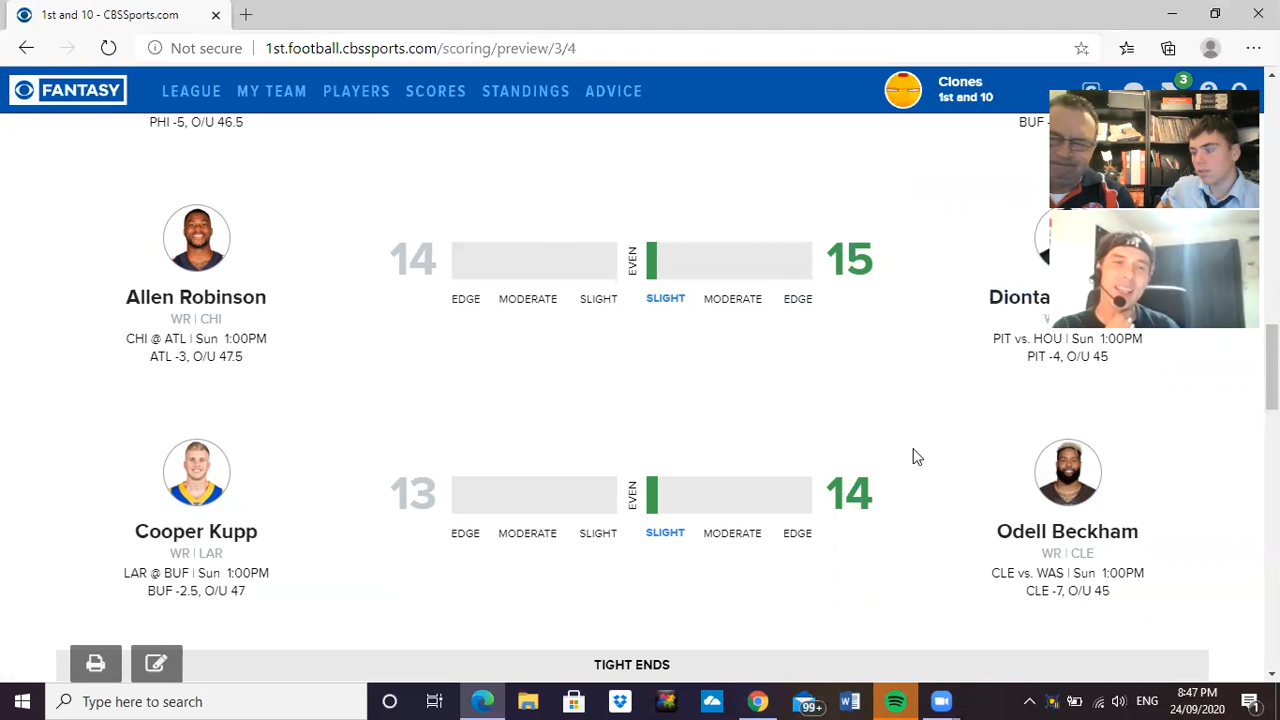 1st and 10 - CBSSports.com
Not secure
1st.football.cbssports.com/scoring/preview/3/4
FANTASY
LEAGUE MY TEAM PLAYERS SCORES STANDINGS ADVICE
Clones
1st and 10
3
PHI -5, O/U 46.5
BUF
14
EVEN
15
EDGE MODERATE SLIGHT
SLIGHT MODERATE EDGE
Allen Robinson
WR | CHI
CHI @ ATL | Sun 1:00PM
ATL -3, O/U 47.5
Dionta
PIT vs. HOU | Sun 1:00PM
PIT -4, O/U 45
13
EVEN
14
EDGE MODERATE SLIGHT
SLIGHT MODERATE EDGE
Cooper Kupp
WR | LAR
LAR @ BUF | Sun 1:00PM
BUF -2.5, O/U 47
Odell Beckham
WR | CLE
CLE vs. WAS | Sun 1:00PM
CLE -7, O/U 45
TIGHT ENDS
Type here to search
99+
ENG
8:47 PM
24/09/2020
1